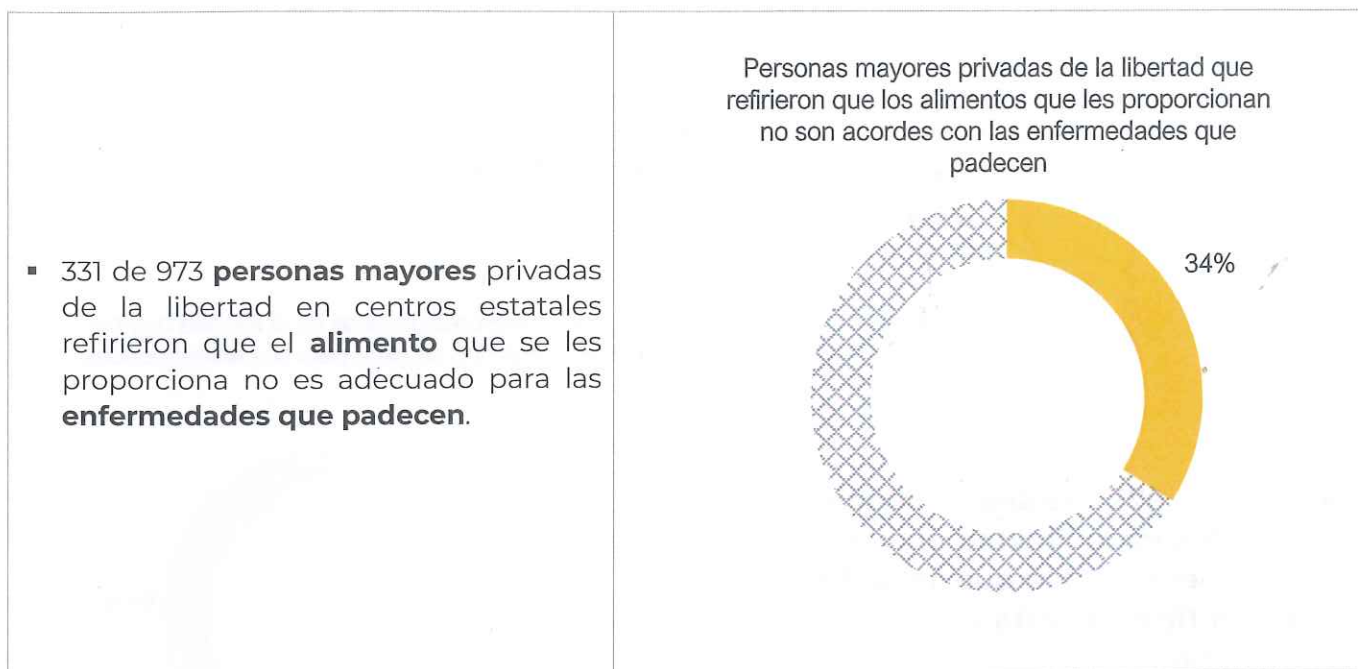 ▪ 331 de 973 personas mayores privadas
de la libertad en centros estatales
refirieron que el alimento que se les
proporciona no es adecuado para las
enfermedades que padecen.
Personas mayores privadas de la libertad que
refirieron que los alimentos que les proporcionan
no son acordes con las enfermedades que
padecen
34%